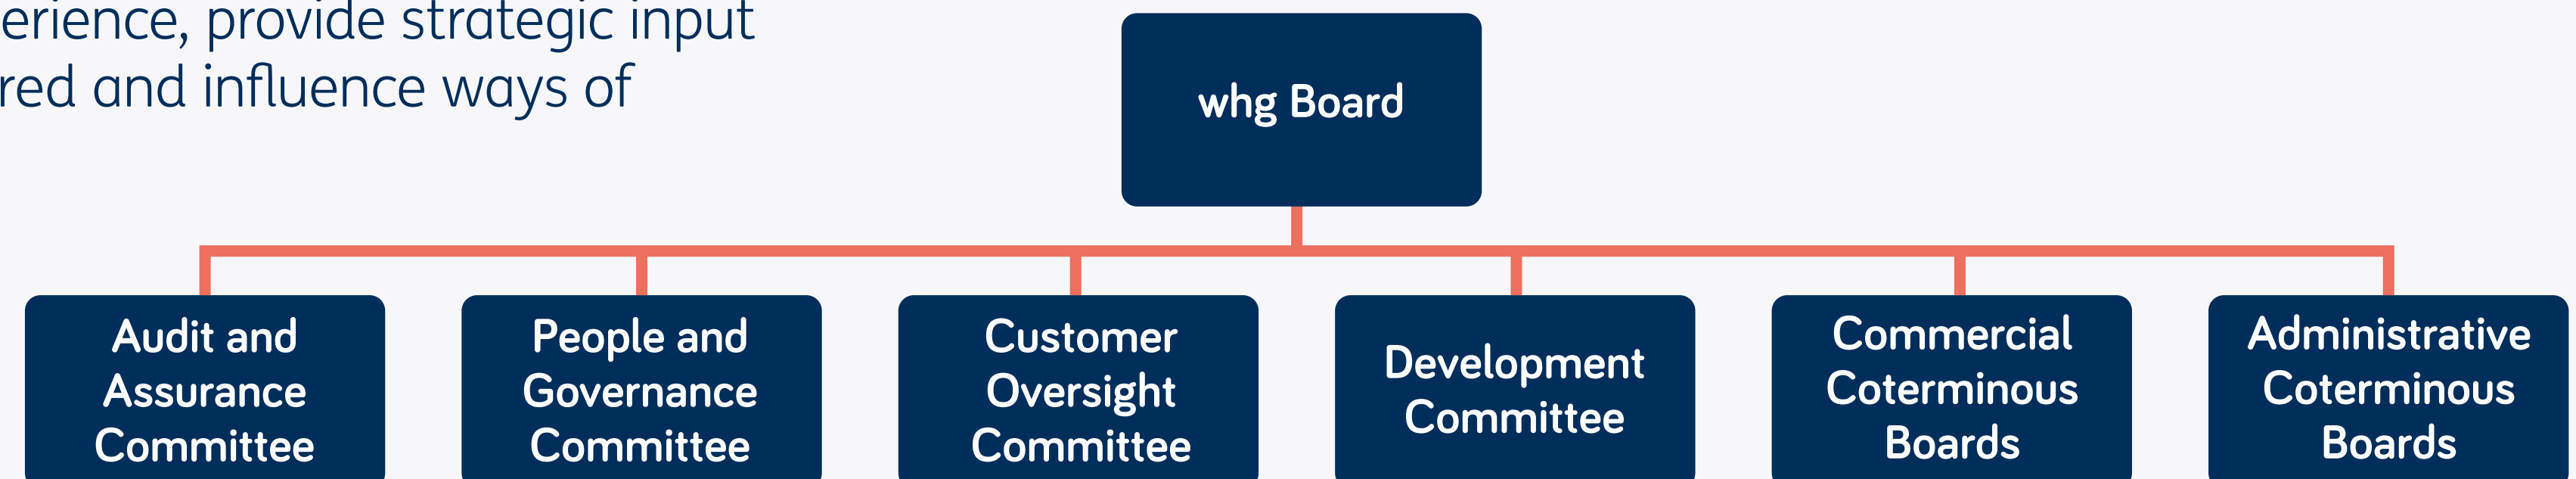 erience, provide strategic input
red and influence ways of
whg Board
Audit and
Assurance
Committee
People and
Governance
Committee
Customer
Oversight
Committee
Development
Committee
Commercial
Coterminous
Boards
Administrative
Coterminous
Boards